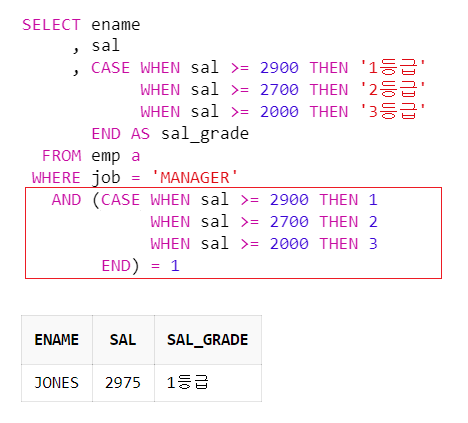 SELECT ename
, sal
, CASE WHEN sal >= 2900 THEN '1등급'
WHEN sal >= 2700 THEN '2등급'
WHEN sal >= 2000 THEN '3등급'
END AS sal_grade
FROM emp a
WHERE job = 'MANAGER'
AND (CASE WHEN sal >= 2900 THEN 1
WHEN sal >= 2700 THEN 2
WHEN sal >= 2000 THEN 3
END) = 1
ENAME SAL SAL_GRADE
JONES 2975 1등급